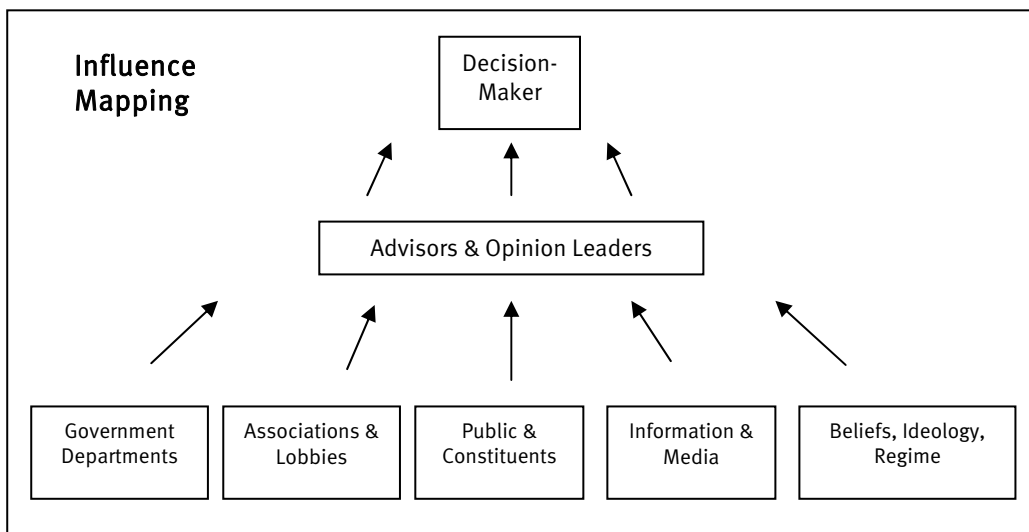 Influence
Mapping
Decision-
Maker
Advisors & Opinion Leaders
Government
Departments
Associations &
Lobbies
Public &
Constituents
Information &
Media
Beliefs, Ideology,
Regime